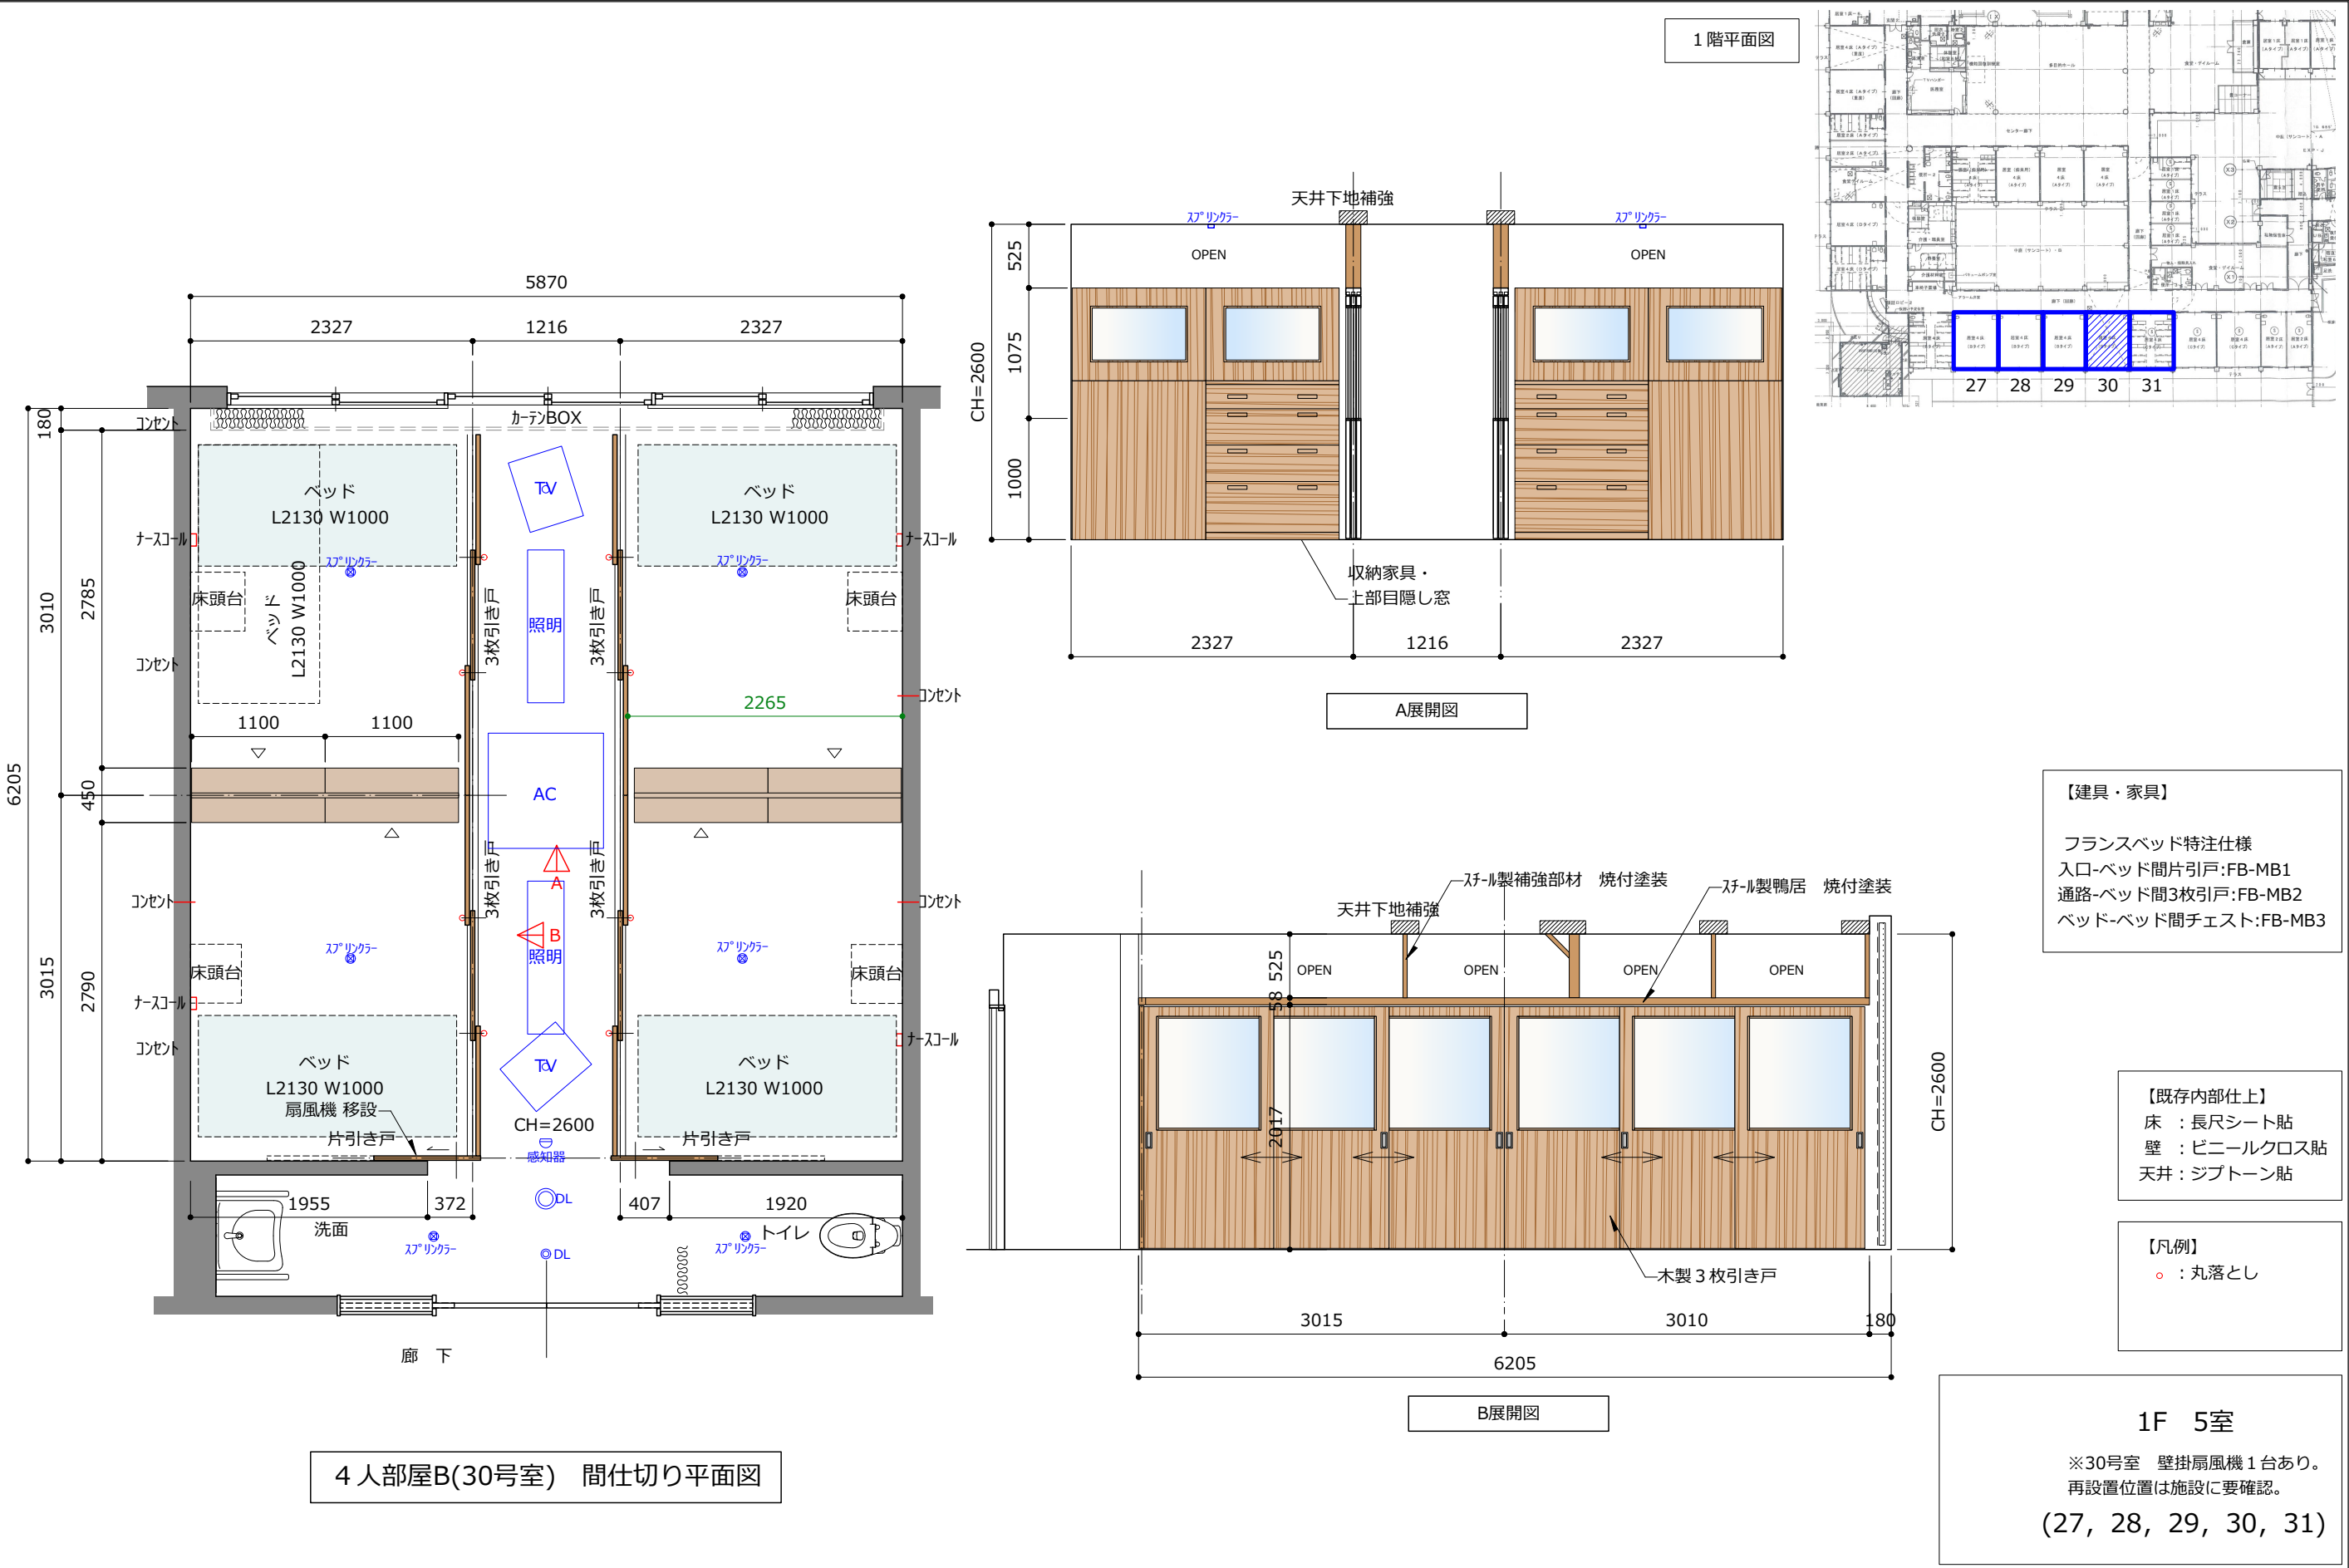 1階平面図
27
28
29
30
31
5870
2327
1216
2327
カーテンBOX
コンセント
180
ベッド
L2130 W1000
TV
ベッド
L2130 W1000
ナースコール
ナースコール
スプリンクラー
スプリンクラー
床頭台
ベッド
L2130 W1000
3枚引き戸
照明
3枚引き戸
床頭台
コンセント
コンセント
2265
1100
1100
6205
3010
2785
450
AC
3015
2790
3枚引き戸
3枚引き戸
A
B
照明
コンセント
コンセント
スプリンクラー
スプリンクラー
床頭台
床頭台
ナースコール
ナースコール
コンセント
ベッド
L2130 W1000
TV
ベッド
L2130 W1000
扇風機 移設
CH=2600
片引き戸
片引き戸
感知器
1955
372
DL
407
1920
洗面
トイレ
スプリンクラー
スプリンクラー
DL
廊 下
4人部屋B(30号室) 間仕切り平面図
天井下地補強
スプリンクラー
スプリンクラー
OPEN
OPEN
525
1075
1000
CH=2600
収納家具・
上部目隠し窓
2327
1216
2327
A展開図
スチール製補強部材 焼付塗装
スチール製鴨居 焼付塗装
天井下地補強
525
58
2017
OPEN
OPEN
OPEN
OPEN
CH=2600
木製3枚引き戸
3015
3010
180
6205
B展開図
【建具・家具】
フランスベッド特注仕様
入口-ベッド間片引戸:FB-MB1
通路-ベッド間3枚引戸:FB-MB2
ベッド-ベッド間チェスト:FB-MB3
【既存内部仕上】
床 :長尺シート貼
壁 :ビニールクロス貼
天井:ジプトーン貼
【凡例】
:丸落とし
1F 5室
※30号室 壁掛扇風機1台あり。
再設置位置は施設に要確認。
(27, 28, 29, 30, 31)